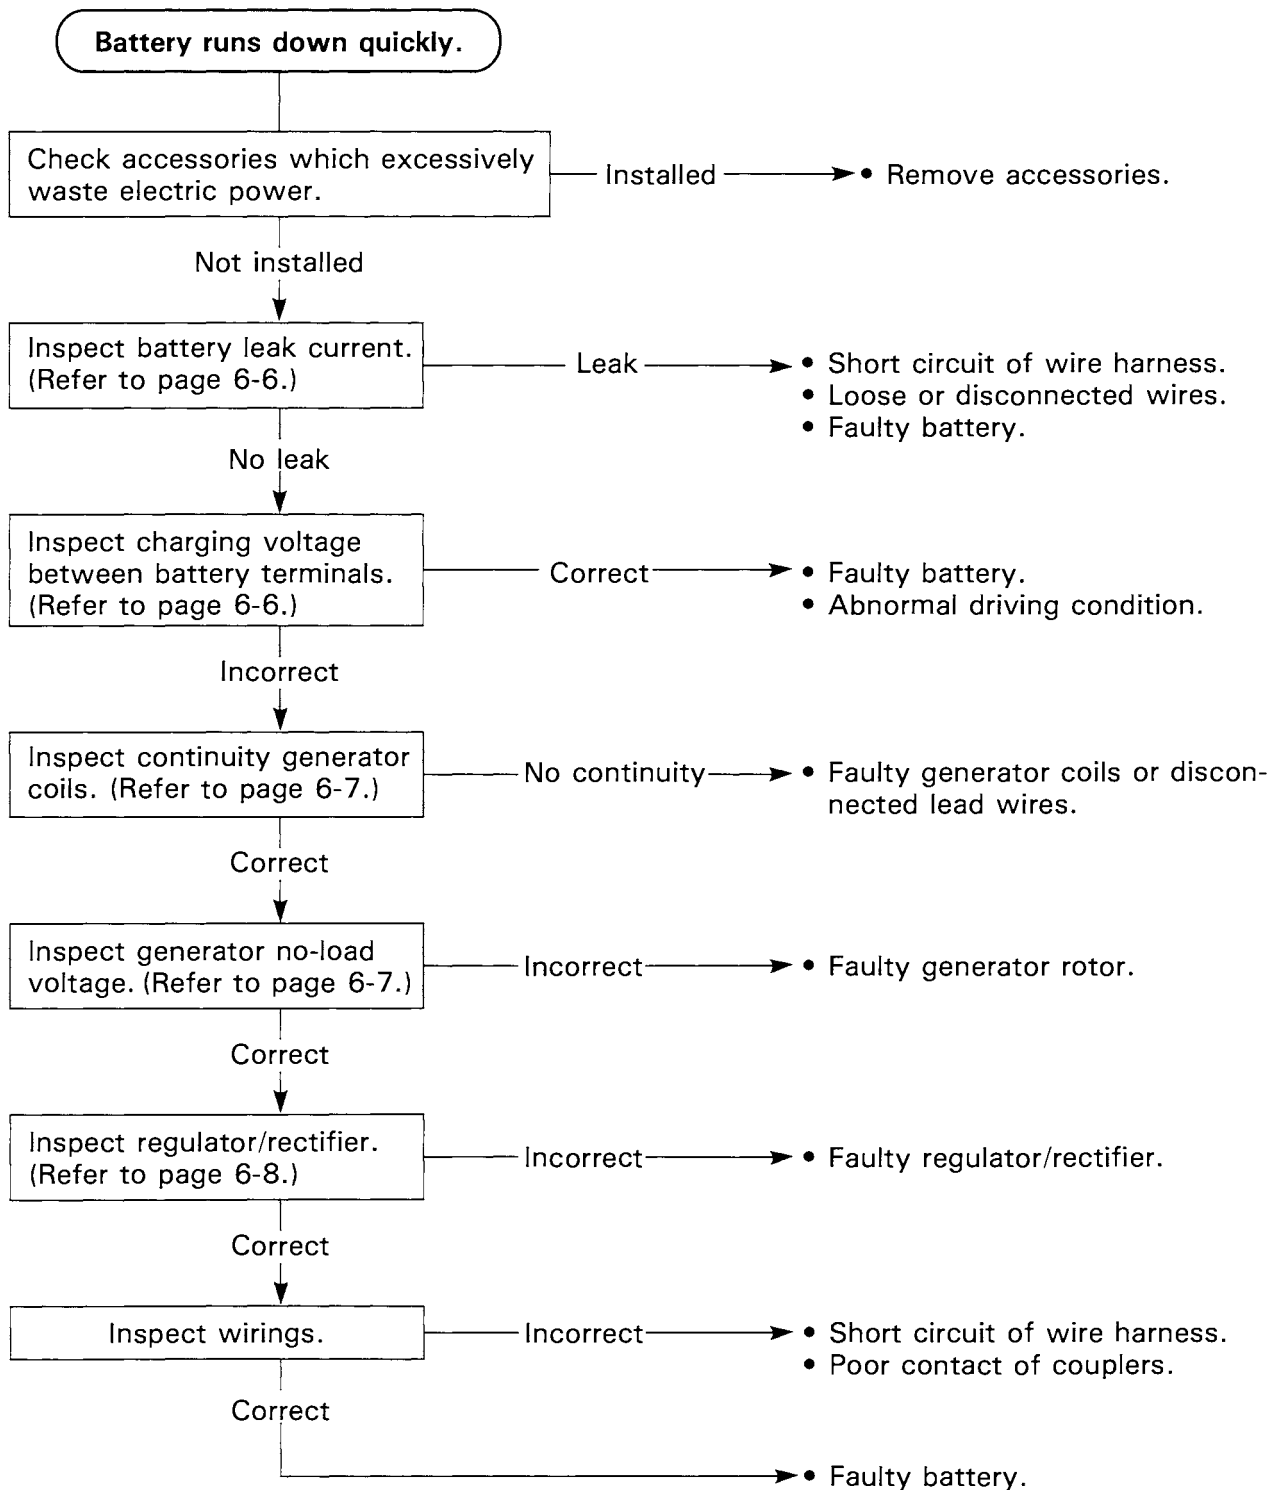 Battery runs down quickly.
Check accessories which excessively
waste electric power.
Installed
• Remove accessories.
Not installed
Inspect battery leak current.
(Refer to page 6-6.)
Leak
• Short circuit of wire harness.
• Loose or disconnected wires.
• Faulty battery.
No leak
Inspect charging voltage
between battery terminals.
(Refer to page 6-6.)
Correct
• Faulty battery.
• Abnormal driving condition.
Incorrect
Inspect continuity generator
coils. (Refer to page 6-7.)
No continuity
• Faulty generator coils or discon-
nected lead wires.
Correct
Inspect generator no-load
voltage. (Refer to page 6-7.)
Incorrect
• Faulty generator rotor.
Correct
Inspect regulator/rectifier.
(Refer to page 6-8.)
Incorrect
• Faulty regulator/rectifier.
Correct
Inspect wirings.
Incorrect
• Short circuit of wire harness.
• Poor contact of couplers.
Correct
• Faulty battery.